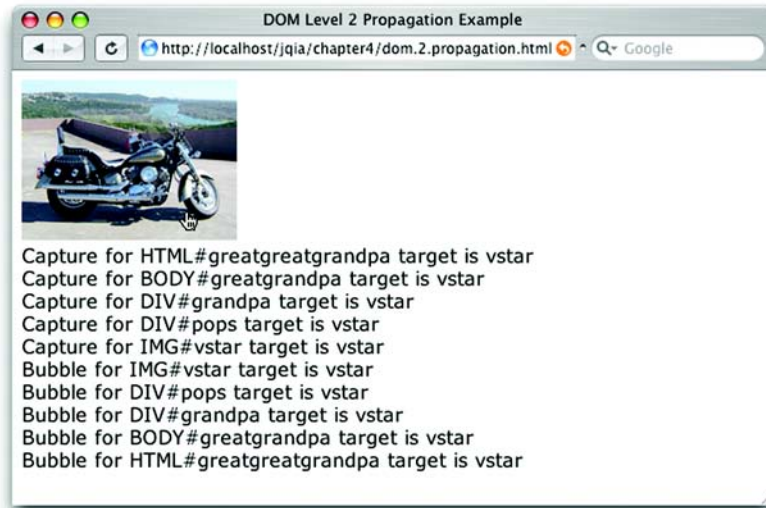 DOM Level 2 Propagation Example
http://localhost/jqia/chapter4/dom.2.propagation.html
Google
Capture for HTML#greatgreatgrandpa target is vstar
Capture for BODY#greatgrandpa target is vstar
Capture for DIV#grandpa target is vstar
Capture for DIV#pops target is vstar
Capture for IMG#vstar target is vstar
Bubble for IMG#vstar target is vstar
Bubble for DIV#pops target is vstar
Bubble for DIV#grandpa target is vstar
Bubble for BODY#greatgrandpa target is vstar
Bubble for HTML#greatgreatgrandpa target is vstar